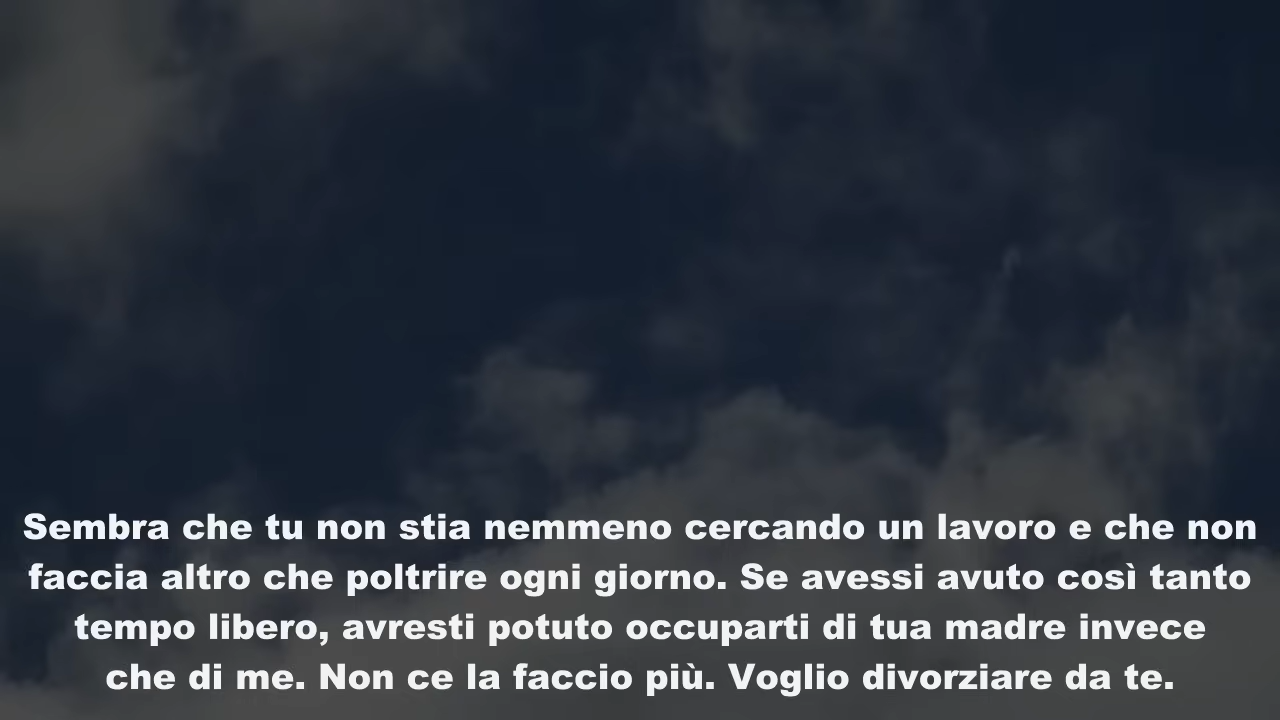 Sembra che tu non stia nemmeno cercando un lavoro e che non
faccia altro che poltrire ogni giorno. Se avessi avuto così tanto
tempo libero, avresti potuto occuparti di tua madre invece
che di me. Non ce la faccio più. Voglio divorziare da te.